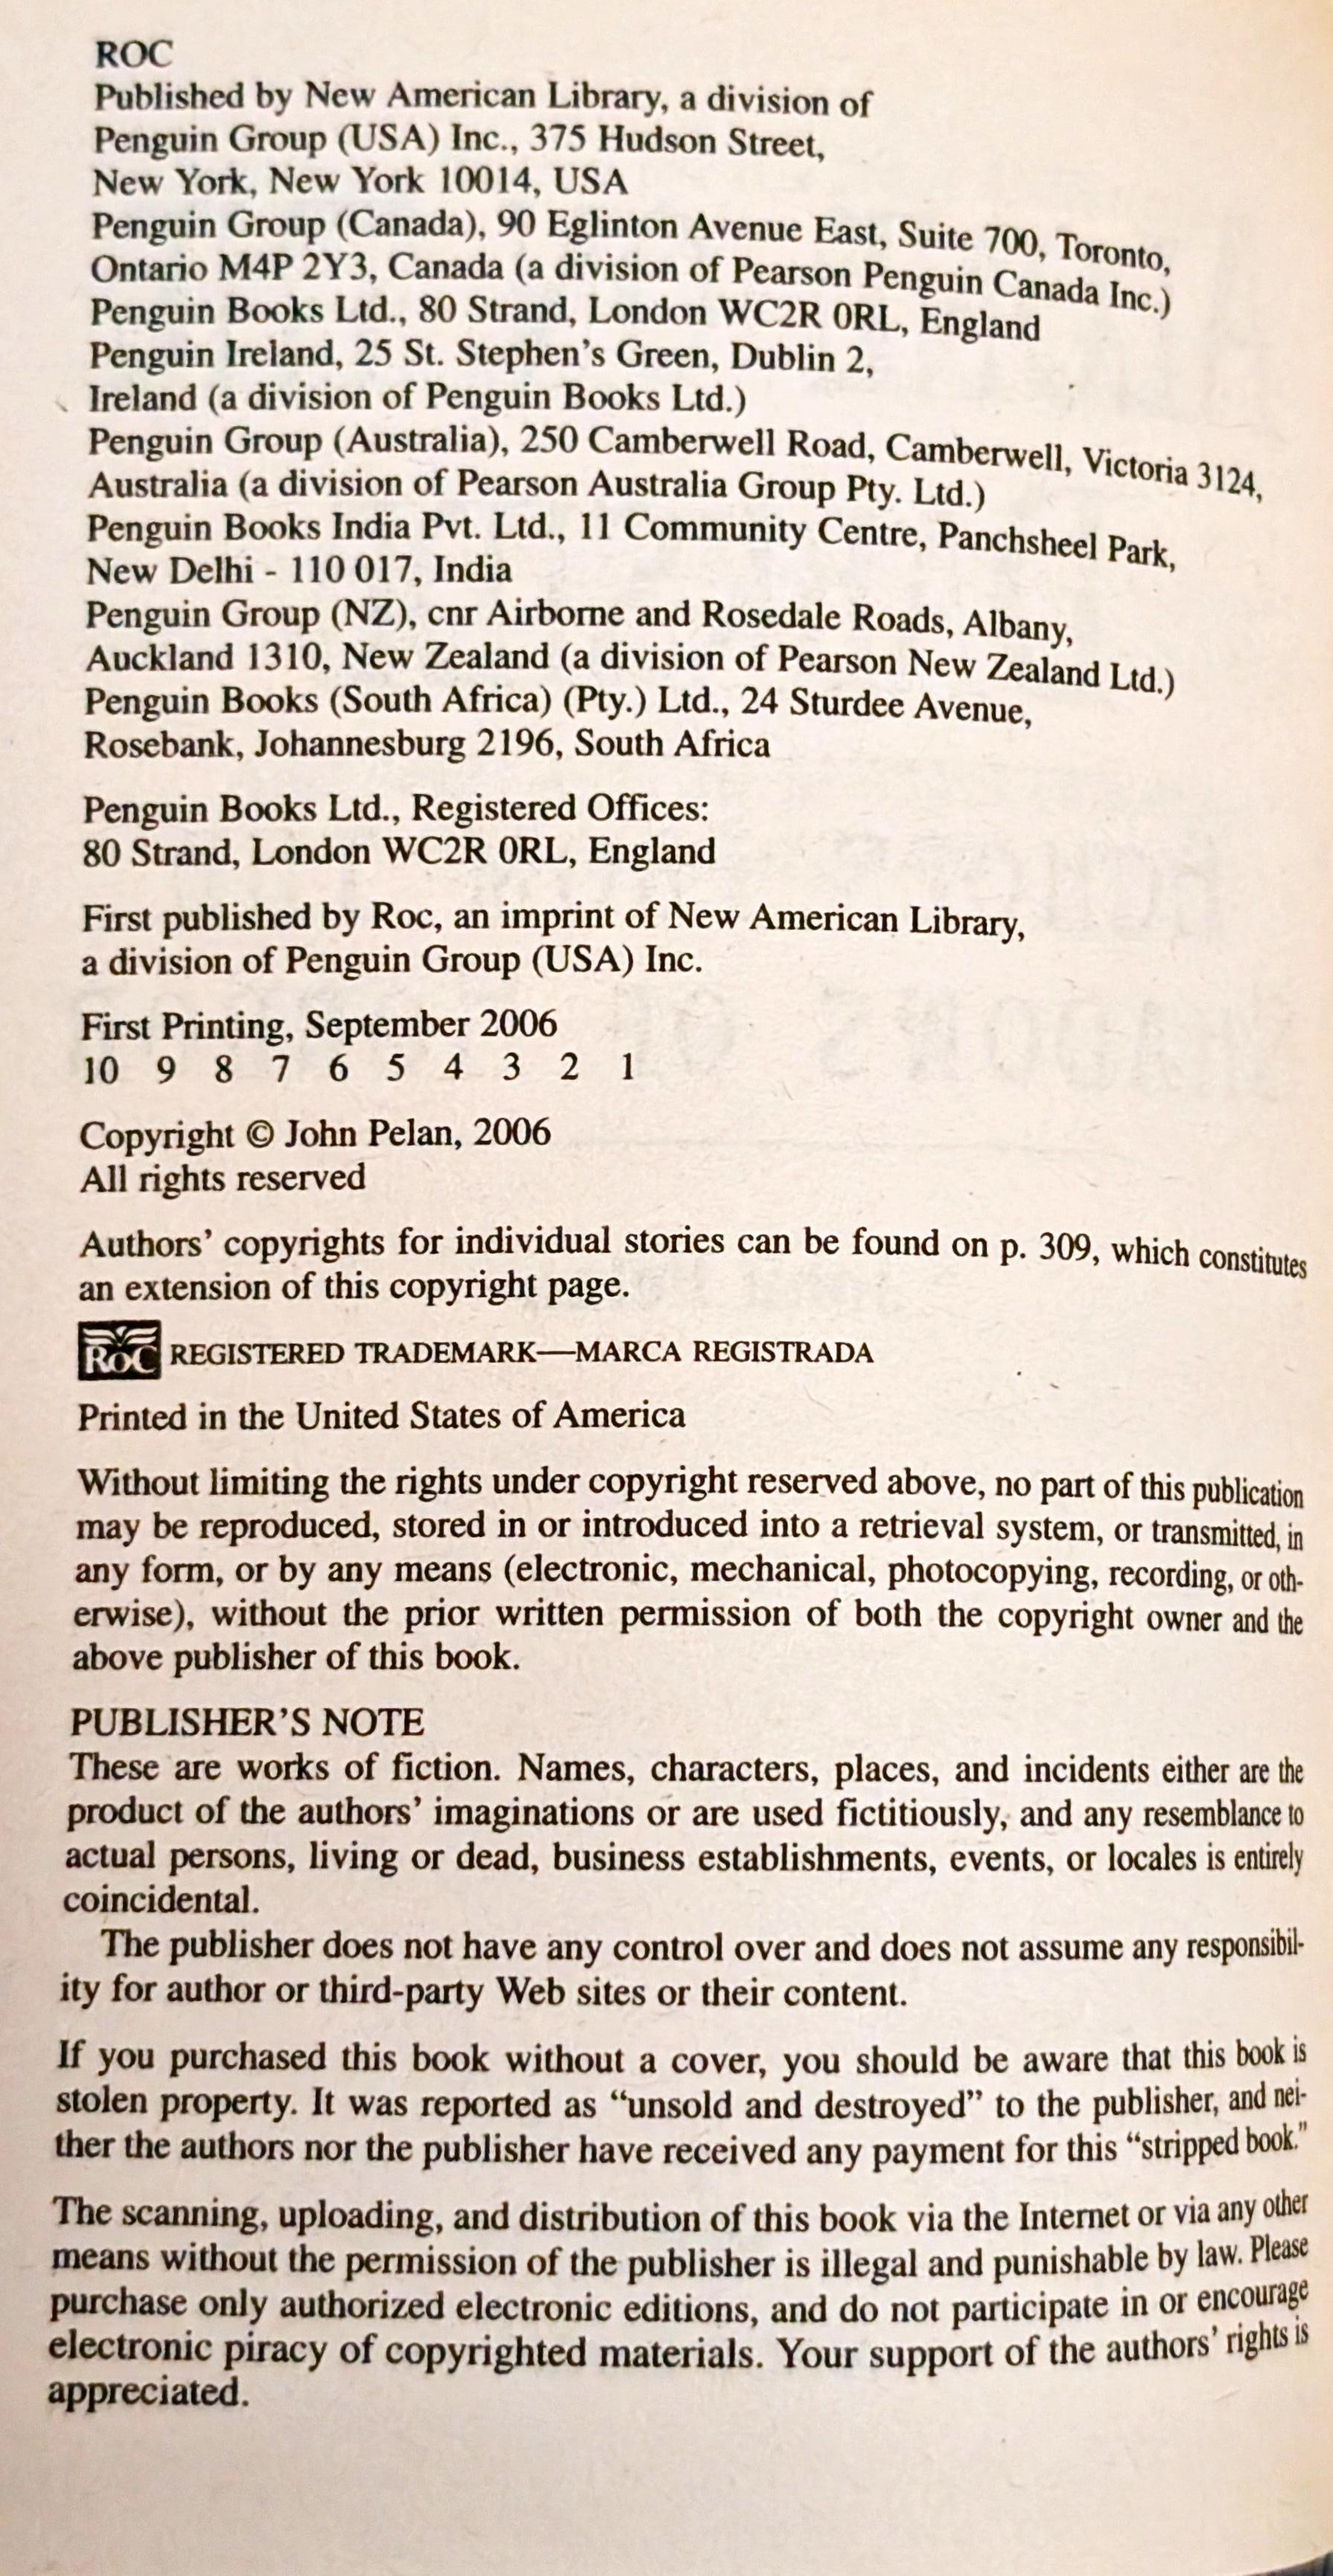 ROC
Published by New American Library, a division of
Penguin Group (USA) Inc., 375 Hudson Street,
New York, New York 10014, USA
Penguin Group (Canada), 90 Eglinton Avenue East, Suite 700, Toronto,
Ontario M4P 2Y3, Canada (a division of Pearson Penguin Canada Inc.)
Penguin Books Ltd., 80 Strand, London WC2R 0RL, England
Penguin Ireland, 25 St. Stephen's Green, Dublin 2,
Ireland (a division of Penguin Books Ltd.)
Penguin Group (Australia), 250 Camberwell Road, Camberwell, Victoria 3124,
Australia (a division of Pearson Australia Group Pty. Ltd.)
Penguin Books India Pvt. Ltd., 11 Community Centre, Panchsheel Park,
New Delhi - 110 017, India
Penguin Group (NZ), cnr Airborne and Rosedale Roads, Albany,
Auckland 1310, New Zealand (a division of Pearson New Zealand Ltd.)
Penguin Books (South Africa) (Pty.) Ltd., 24 Sturdee Avenue,
Rosebank, Johannesburg 2196, South Africa
Penguin Books Ltd., Registered Offices:
80 Strand, London WC2R 0RL, England
First published by Roc, an imprint of New American Library,
a division of Penguin Group (USA) Inc.
First Printing, September 2006
10 9 8 7 6 5 4 3 2 1
Copyright © John Pelan, 2006
All rights reserved
Authors' copyrights for individual stories can be found on p. 309, which constitutes
an extension of this copyright page.
ROC REGISTERED TRADEMARK—MARCA REGISTRADA
Printed in the United States of America
Without limiting the rights under copyright reserved above, no part of this publication
may be reproduced, stored in or introduced into a retrieval system, or transmitted, in
any form, or by any means (electronic, mechanical, photocopying, recording, or oth-
erwise), without the prior written permission of both the copyright owner and the
above publisher of this book.
PUBLISHER'S NOTE
These are works of fiction. Names, characters, places, and incidents either are the
product of the authors' imaginations or are used fictitiously, and any resemblance to
actual persons, living or dead, business establishments, events, or locales is entirely
coincidental.
The publisher does not have any control over and does not assume any responsibil-
ity for author or third-party Web sites or their content.
If you purchased this book without a cover, you should be aware that this book is
stolen property. It was reported as "unsold and destroyed" to the publisher, and nei-
ther the authors nor the publisher have received any payment for this "stripped book."
The scanning, uploading, and distribution of this book via the Internet or via any other
means without the permission of the publisher is illegal and punishable by law. Please
purchase only authorized electronic editions, and do not participate in or encourage
electronic piracy of copyrighted materials. Your support of the authors' rights is
appreciated.